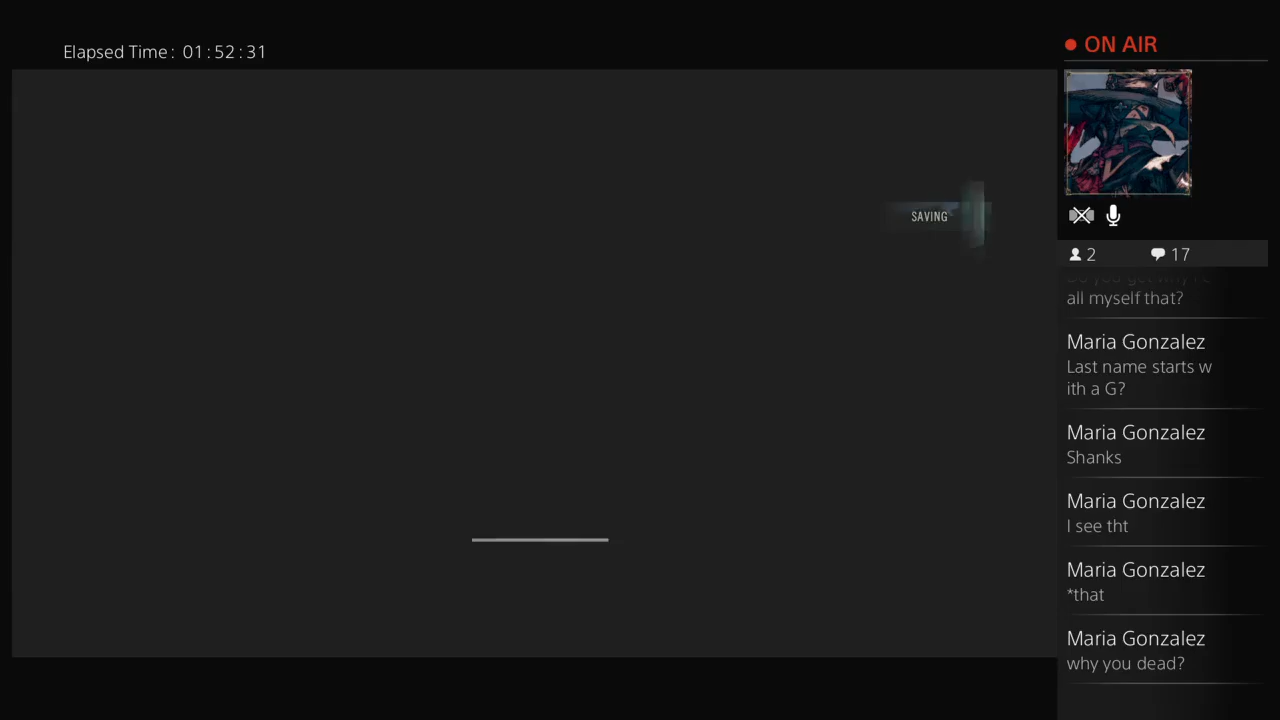 Elapsed Time: 01:52:31
ON AIR
SAVING
2 17
all myself that?
Maria Gonzalez
Last name starts w
ith a G?
Maria Gonzalez
Shanks
Maria Gonzalez
I see tht
Maria Gonzalez
*that
Maria Gonzalez
why you dead?